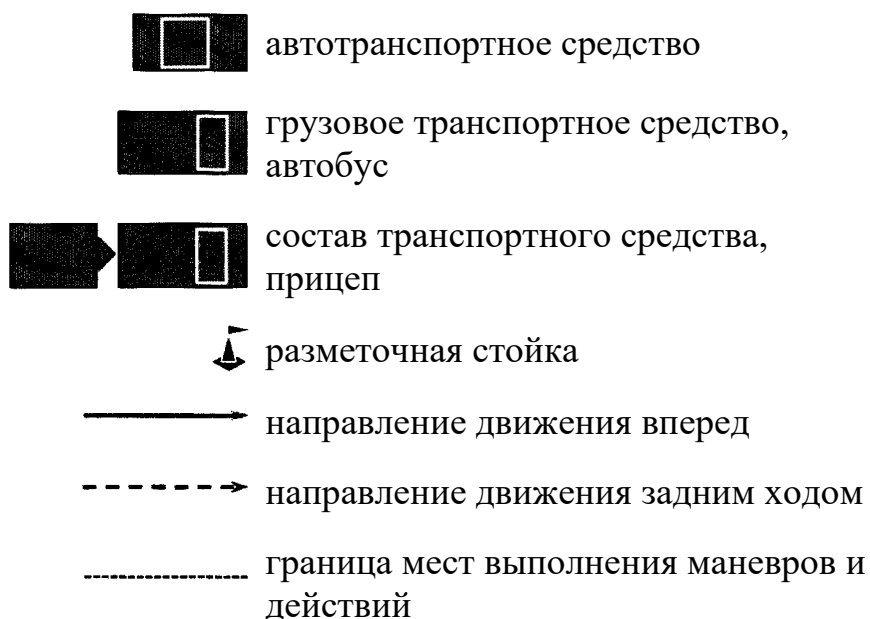 автотранспортное средство
грузовое транспортное средство,
автобус
состав транспортного средства,
прицеп
разметочная стойка
направление движения вперед
направление движения задним ходом
граница мест выполнения маневров и
действий